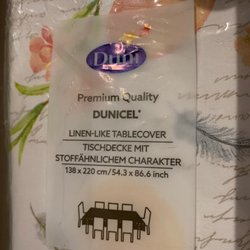 Duni
Premium Quality
DUNICEL®
LINEN-LIKE TABLECOVER
TISCHDECKE MIT
STOFFÄHNLICHEM CHARAKTER
138 x 220 cm / 54.3 x 86.6 inch